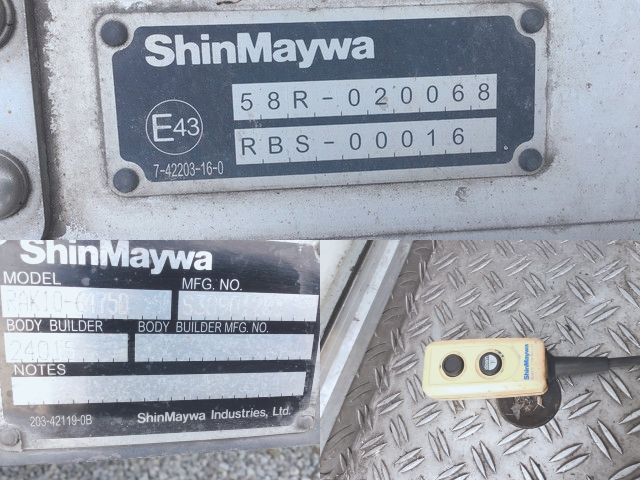 ShinMaywa
58R-020068
E43
RBS-00016
7-42203-16-0
ShinMaywa
MODEL
MFG. NO.
BODY BUILDER
BODY BUILDER MFG. NO.
24015
NOTES
203-42119-0B
ShinMaywa Industries, Ltd.
ShinMaywa